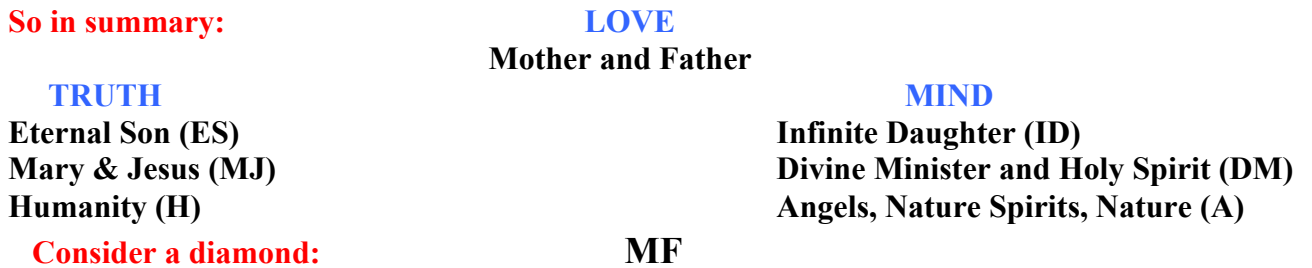 So in summary: LOVE
Mother and Father
TRUTH MIND
Eternal Son (ES) Infinite Daughter (ID)
Mary & Jesus (MJ) Divine Minister and Holy Spirit (DM)
Humanity (H) Angels, Nature Spirits, Nature (A)
Consider a diamond: MF